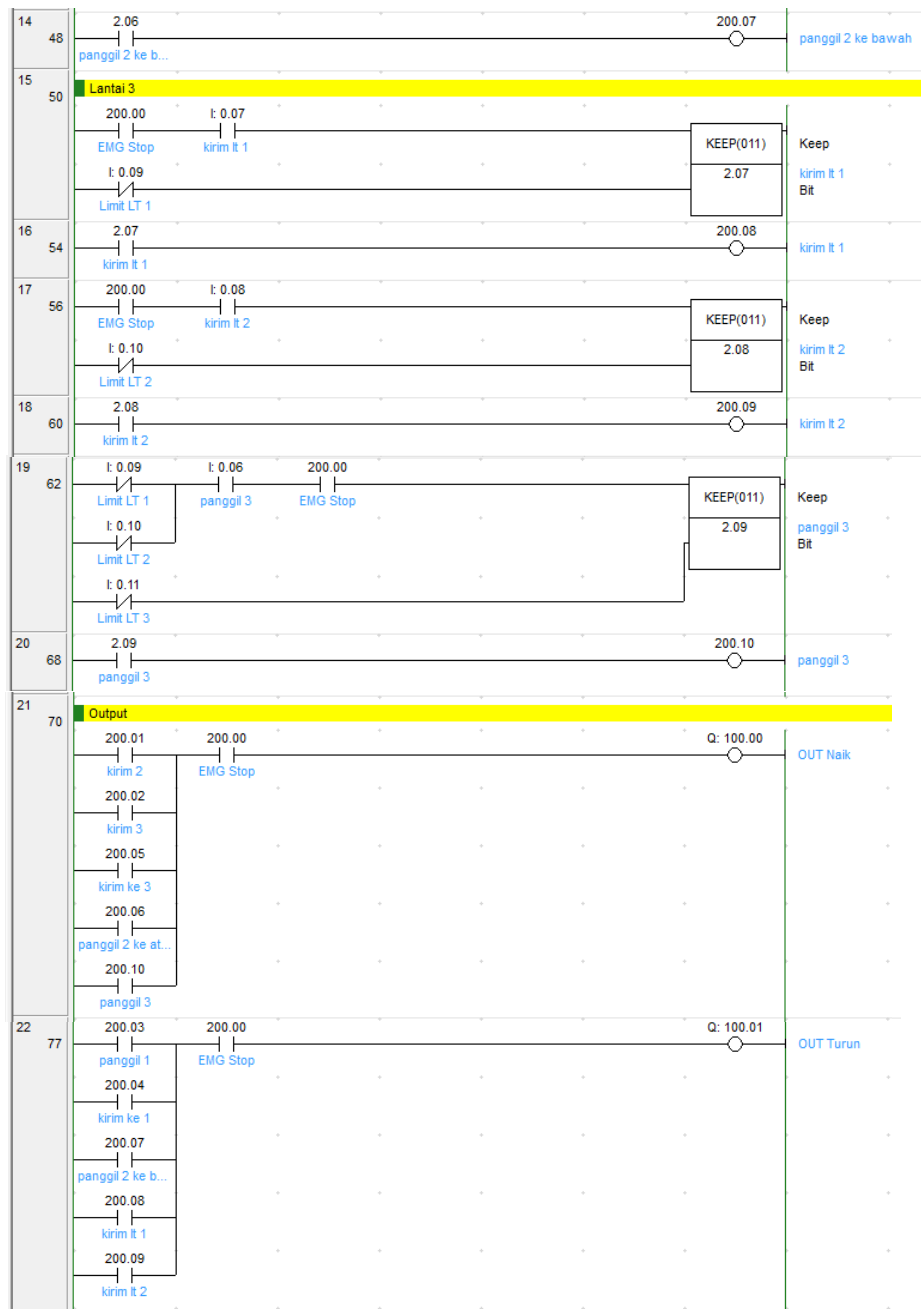 14
48
2.06
200.07
panggil 2 ke b...
panggil 2 ke bawah
15
50
Lantai 3
200.00 I: 0.07
EMG Stop kirim lt 1
KEEP(011) Keep
I: 0.09
2.07 kirim lt 1
Limit LT 1
Bit
16
54
2.07
200.08
kirim lt 1
kirim lt 1
17
56
200.00 I: 0.08
EMG Stop kirim lt 2
KEEP(011) Keep
I: 0.10
2.08 kirim lt 2
Limit LT 2
Bit
18
60
2.08
200.09
kirim lt 2
kirim lt 2
19
62
I: 0.09 I: 0.06 200.00
Limit LT 1 panggil 3 EMG Stop
KEEP(011) Keep
I: 0.10
2.09 panggil 3
Limit LT 2
Bit
I: 0.11
Limit LT 3
20
68
2.09
200.10
panggil 3
panggil 3
21
70
Output
200.01 200.00
Q: 100.00
kirim 2 EMG Stop
OUT Naik
200.02
kirim 3
200.05
kirim ke 3
200.06
panggil 2 ke at...
200.10
panggil 3
22
77
200.03 200.00
Q: 100.01
panggil 1 EMG Stop
OUT Turun
200.04
kirim ke 1
200.07
panggil 2 ke b...
200.08
kirim lt 1
200.09
kirim lt 2